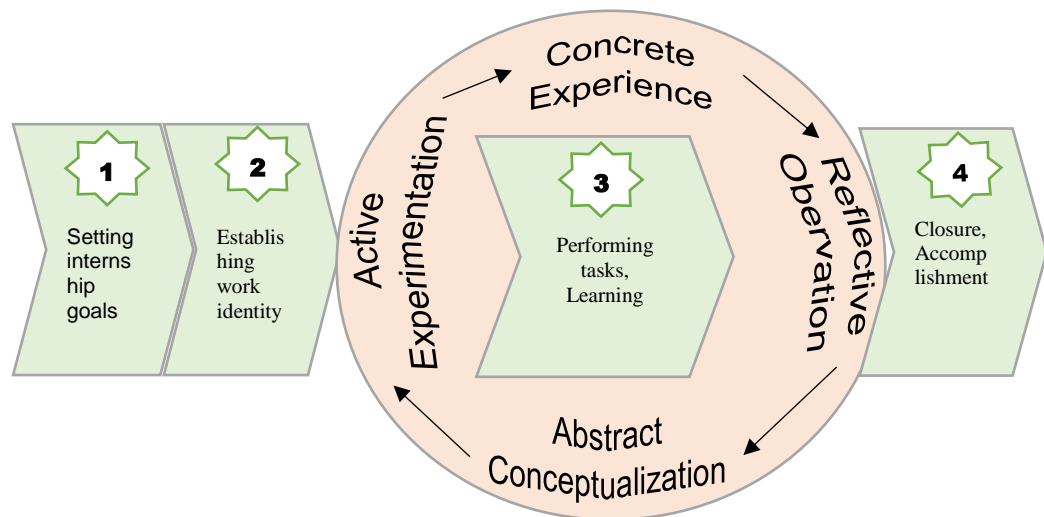 1
Setting
interns
hip
goals
2
Establis
hing
work
identity
Active
Experimentation
Concrete
Experience
3
Performing
tasks,
Learning
Reflective
Obervation
Abstract
Conceptualization
4
Closure,
Accomp
lishment